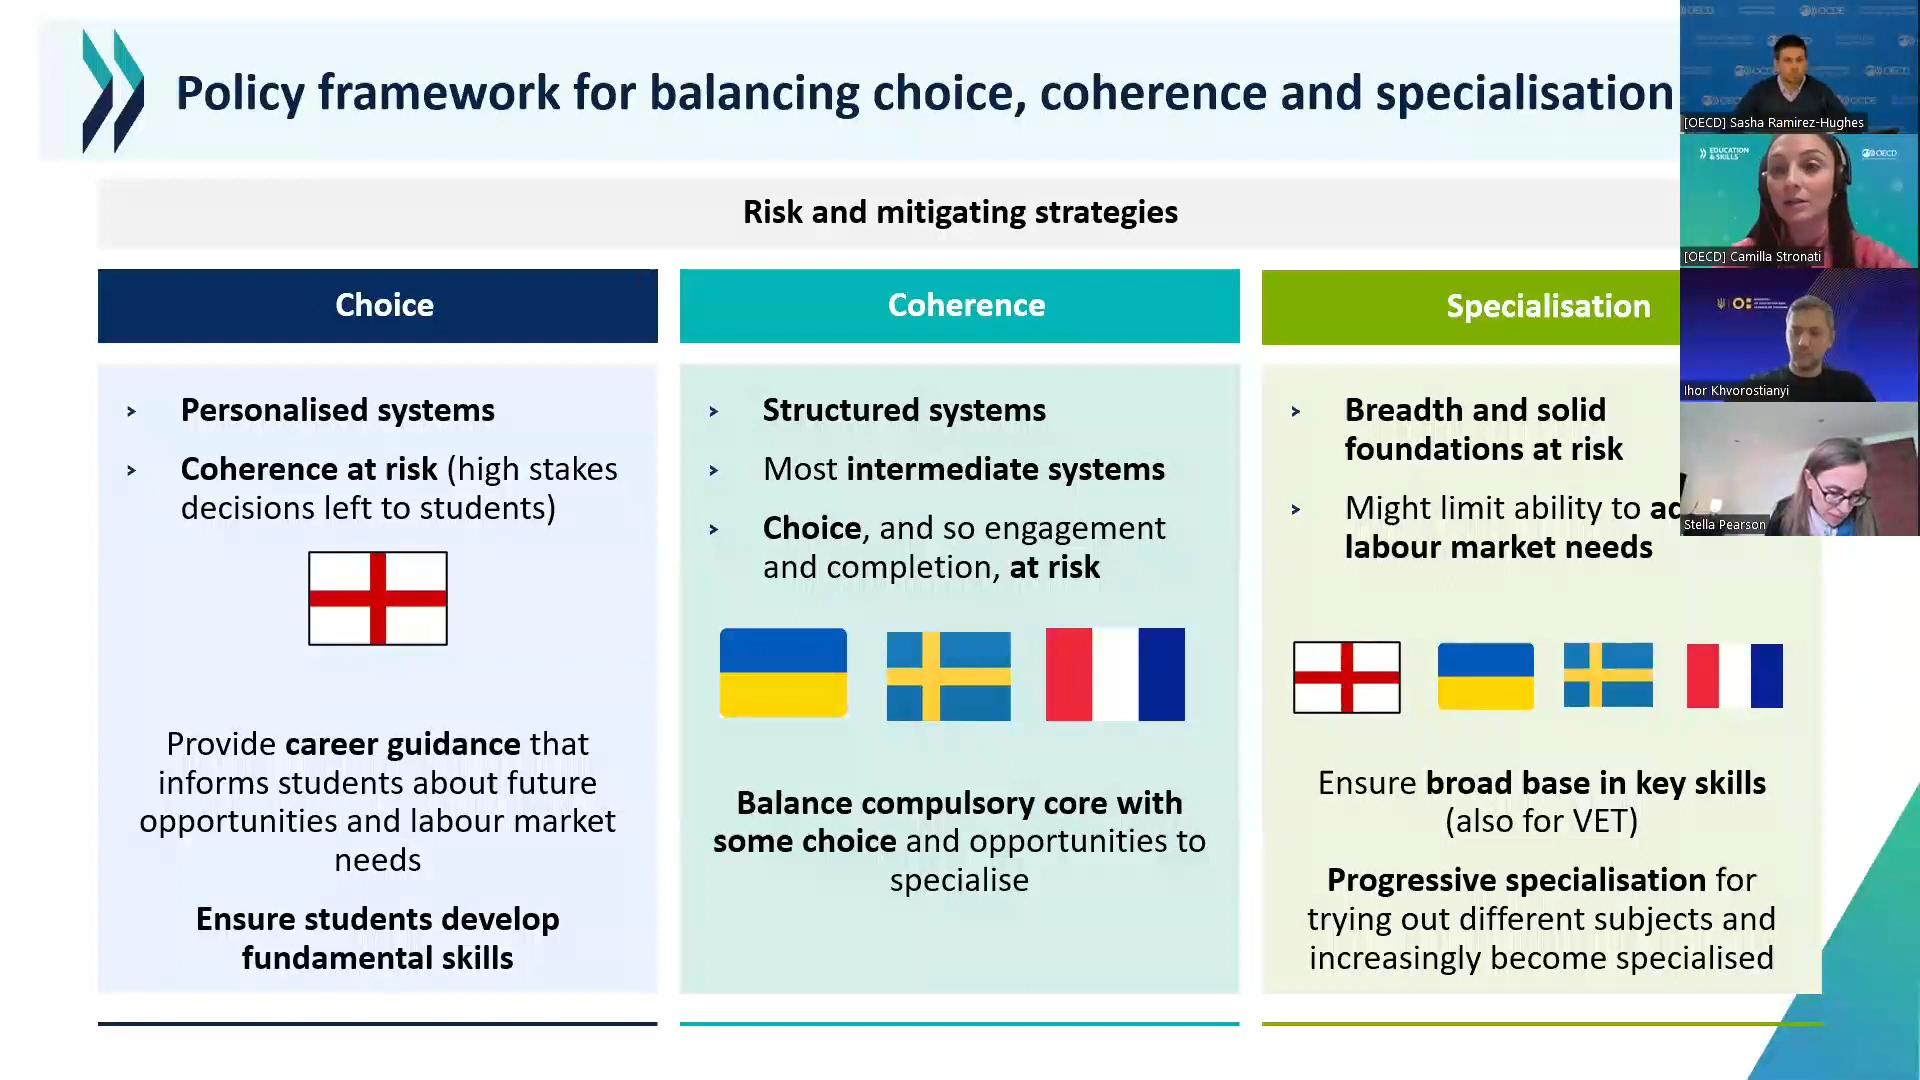 Policy framework for balancing choice, coherence and specialisation
Risk and mitigating strategies
Choice
Personalised systems
Coherence at risk (high stakes
decisions left to students)
Provide career guidance that
informs students about future
opportunities and labour market
needs
Ensure students develop
fundamental skills
Coherence
Structured systems
Most intermediate systems
Choice, and so engagement
and completion, at risk
Balance compulsory core with
some choice and opportunities to
specialise
Specialisation
Breadth and solid
foundations at risk
Might limit ability to
labour market needs
Ensure broad base in key skills
(also for VET)
Progressive specialisation for
trying out different subjects and
increasingly become specialised
OECD
OCDE
[OECD] Sasha Ramirez-Hughes
EDUCATION
& SKILLS
OECD
[OECD] Camilla Stronati
Ihor Khvorostianyi
Stella Pearson